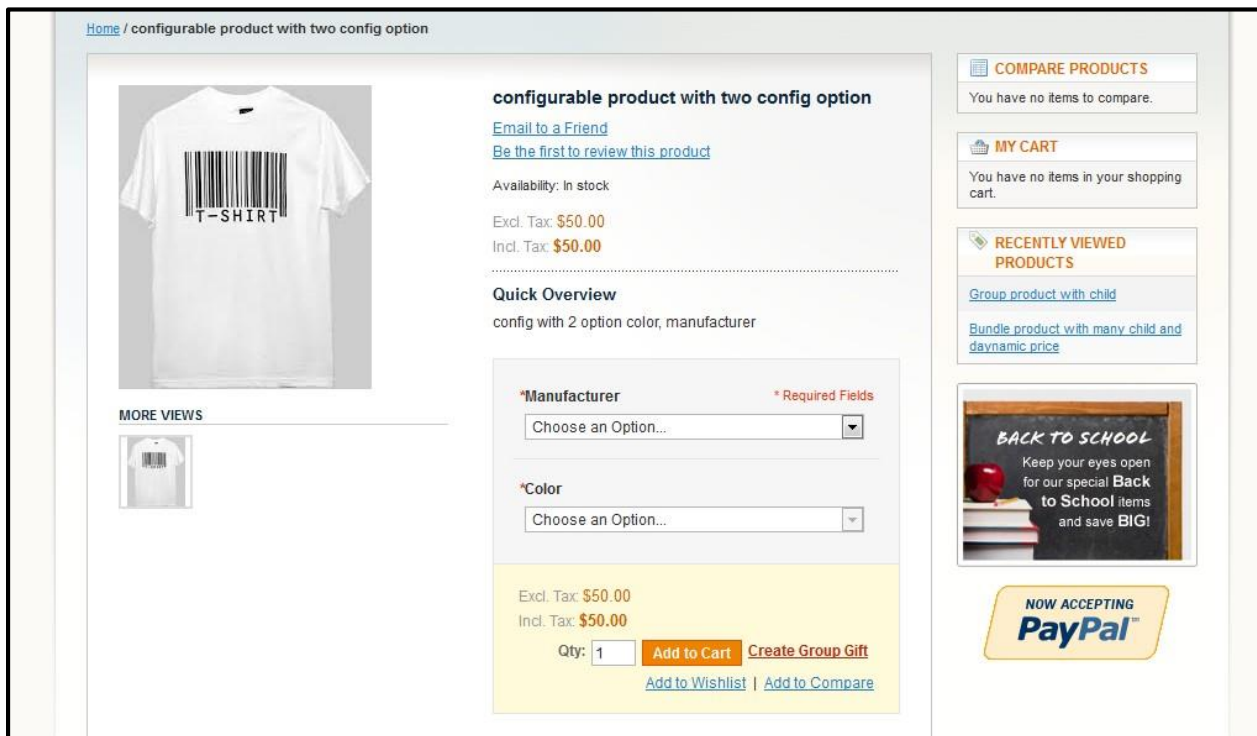 Home / configurable product with two config option
T-SHIRT
MORE VIEWS
configurable product with two config option
Email to a Friend
Be the first to review this product
Availability: In stock
Excl. Tax: $50.00
Incl. Tax: $50.00
Quick Overview
config with 2 option color, manufacturer
*Manufacturer
* Required Fields
Choose an Option...
*Color
Choose an Option...
Excl. Tax: $50.00
Incl. Tax: $50.00
Qty: 1 Add to Cart Create Group Gift
Add to Wishlist | Add to Compare
COMPARE PRODUCTS
You have no items to compare.
MY CART
You have no items in your shopping
cart.
RECENTLY VIEWED
PRODUCTS
Group product with child
Bundle product with many child and
daynamic price
BACK TO SCHOOL
Keep your eyes open
for our special Back
to School items
and save BIG!
NOW ACCEPTING
PayPal™